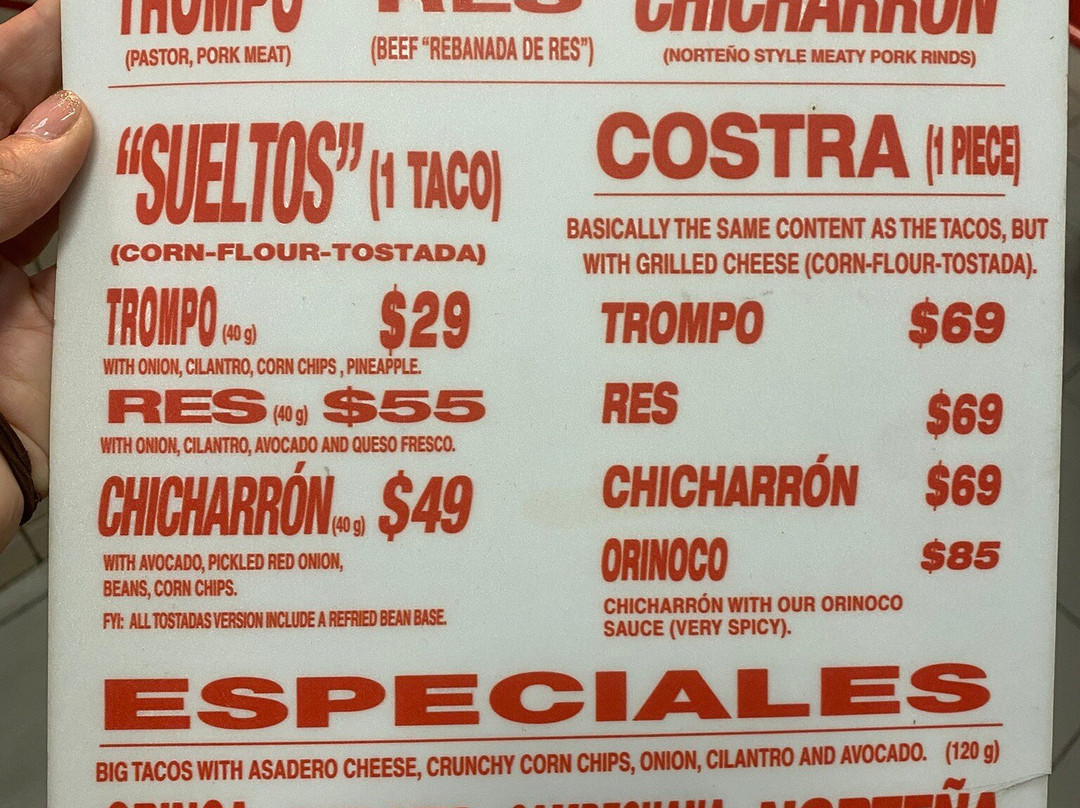 TROMPO
(PASTOR, PORK MEAT)
RES
(BEEF “REBANADA DE RES”)
CHICHARRÓN
(NORTEÑO STYLE MEATY PORK RINDS)
“SUELTOS” (1 TACO)
(CORN-FLOUR-TOSTADA)
TROMPO (40 g) $29
WITH ONION, CILANTRO, CORN CHIPS , PINEAPPLE.
RES (40 g) $55
WITH ONION, CILANTRO, AVOCADO AND QUESO FRESCO.
CHICHARRÓN (40 g) $49
WITH AVOCADO, PICKLED RED ONION,
BEANS, CORN CHIPS.
FYI: ALL TOSTADAS VERSION INCLUDE A REFRIED BEAN BASE.
COSTRA (1 PIECE)
BASICALLY THE SAME CONTENT AS THE TACOS, BUT
WITH GRILLED CHEESE (CORN-FLOUR-TOSTADA).
TROMPO $69
RES $69
CHICHARRÓN $69
ORINOCO $85
CHICHARRÓN WITH OUR ORINOCO
SAUCE (VERY SPICY).
ESPECIALES
BIG TACOS WITH ASADERO CHEESE, CRUNCHY CORN CHIPS, ONION, CILANTRO AND AVOCADO. (120 g)